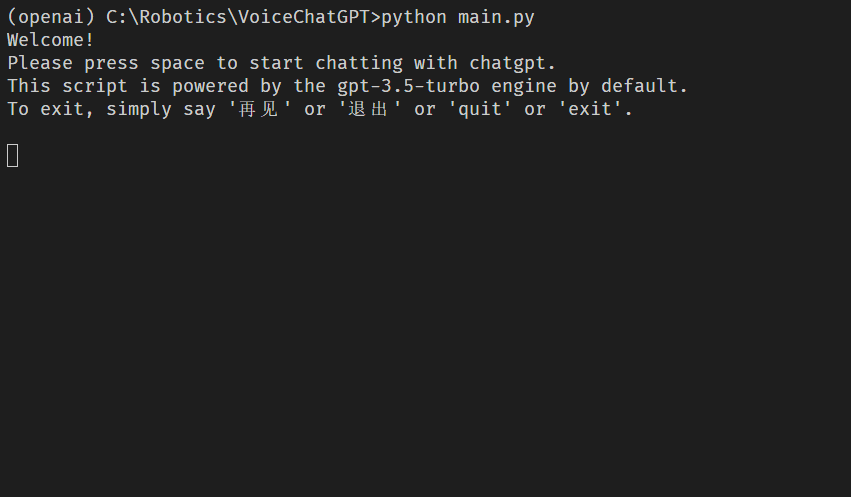 (openai) C:\Robotics\VoiceChatGPT>python main.py
Welcome!
Please press space to start chatting with chatgpt.
This script is powered by the gpt-3.5-turbo engine by default.
To exit, simply say '再见' or '退出' or 'quit' or 'exit'.